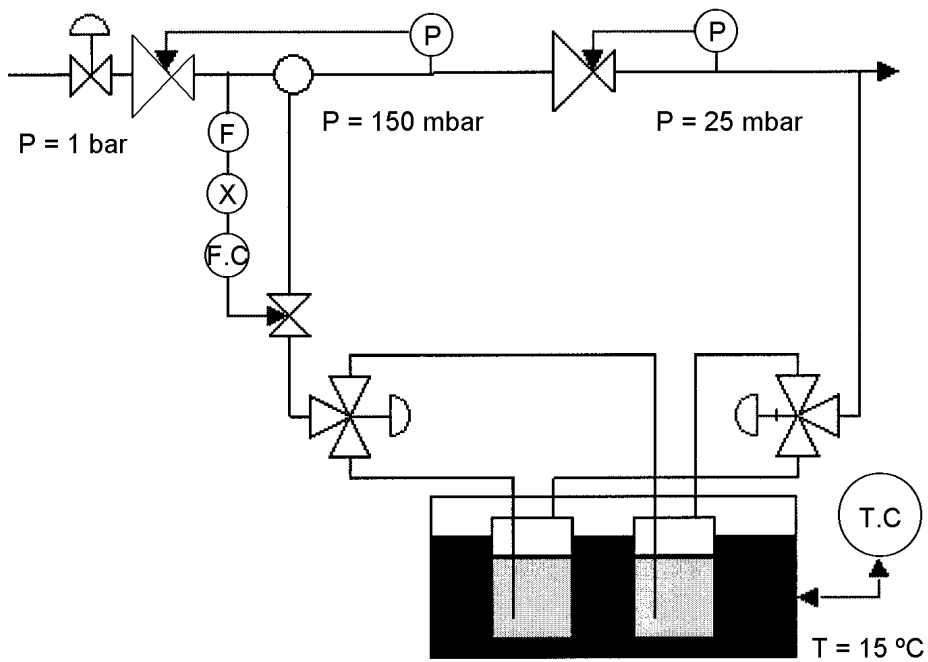 P
P
P = 1 bar
P = 150 mbar
P = 25 mbar
F
X
F.C
T.C
T = 15 ºC